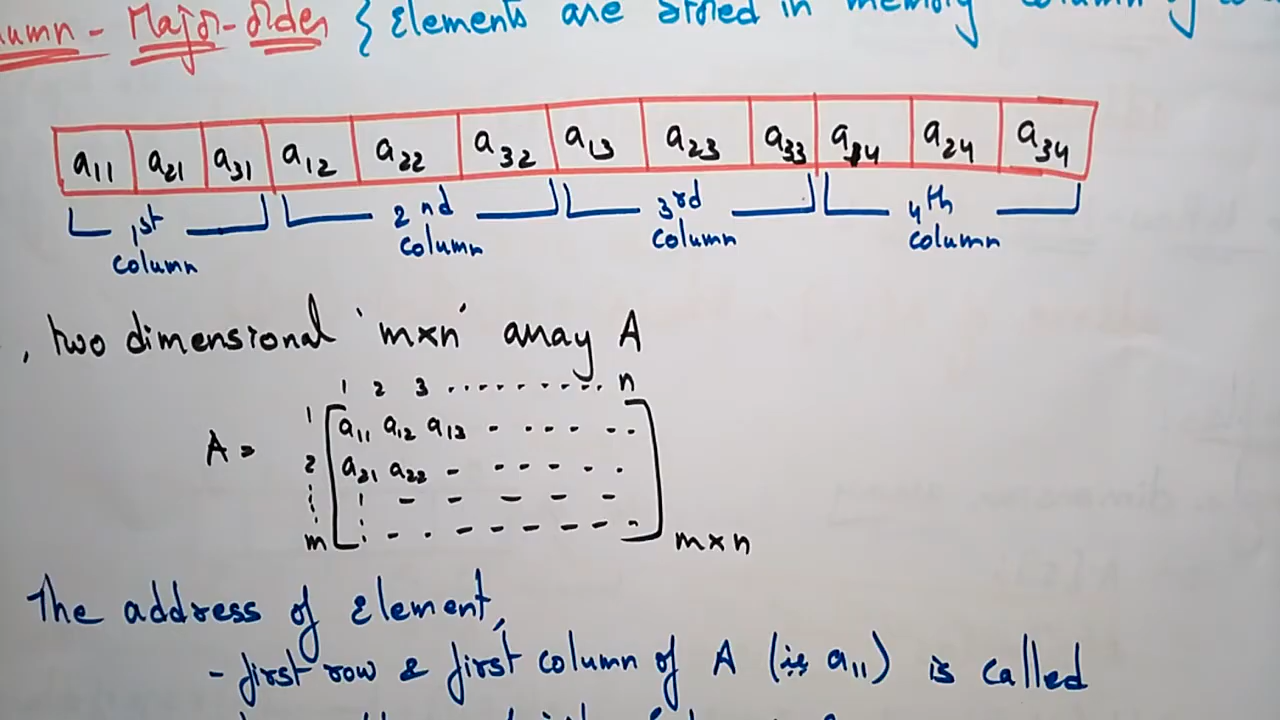 umn - Major-order { Elements are stored in memory column
a11 a21 a31 a12 a22 a32 a13 a23 a33 a14 a24 a34
1st column 2nd column 3rd column 4th column
, two dimensional 'm×n' array A
1 2 3 .......... n
1 a11 a12 a13 - - - - - -
A = 2 a21 a22 - - - - - .
⋮ ⋮ - - - - -
m ⋮ - . - - - - - - m×n
The address of element,
- first row & first column of A (ie a11) is called